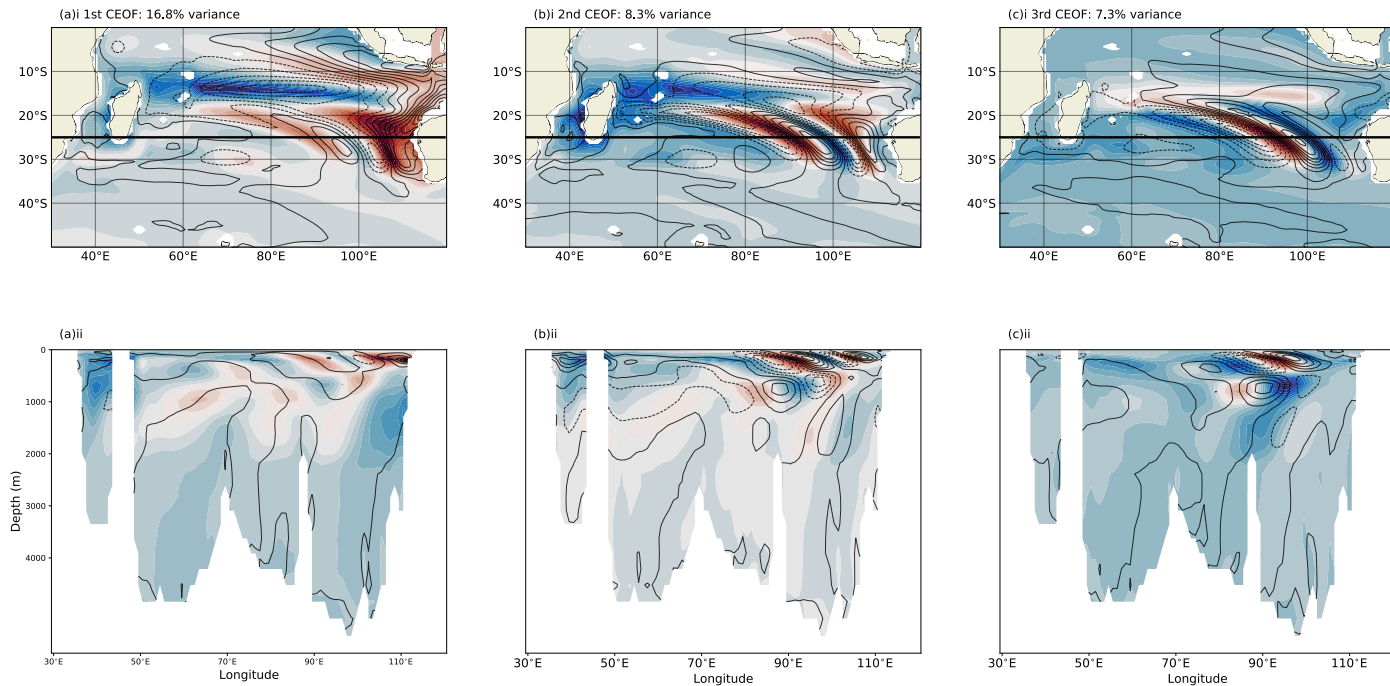 (a)i 1st CEOF: 16.8% variance
(b)i 2nd CEOF: 8.3% variance
(c)i 3rd CEOF: 7.3% variance
10°S
20°S
30°S
40°S
40°E 60°E 80°E 100°E
10°S
20°S
30°S
40°S
40°E 60°E 80°E 100°E
10°S
20°S
30°S
40°S
40°E 60°E 80°E 100°E
(a)ii
(b)ii
(c)ii
0
1000
2000
3000
4000
Depth (m)
30°E 50°E 70°E 90°E 110°E
Longitude
30°E 50°E 70°E 90°E 110°E
Longitude
30°E 50°E 70°E 90°E 110°E
Longitude